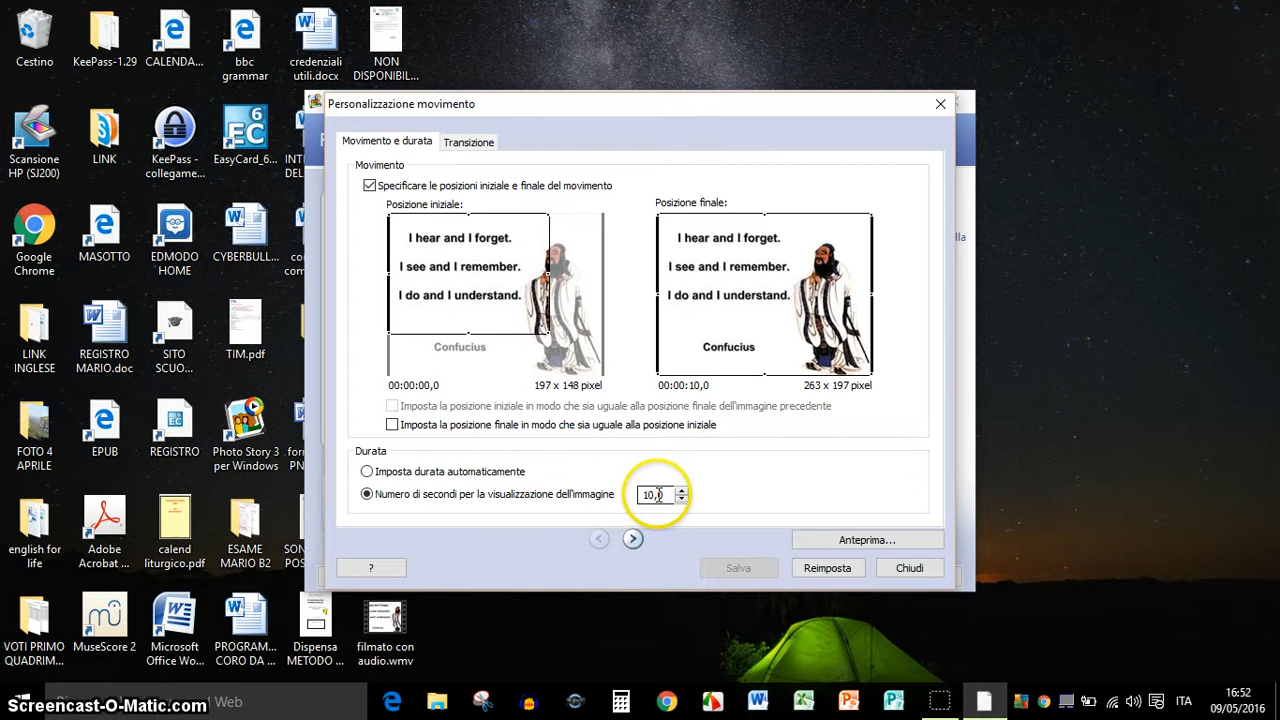 Cestino
KeePass-1.29
CALENDA...
bbc
grammar
credenziali
utili.docx
NON
DISPONIBIL...
Personalizzazione movimento
Movimento e durata
Transizione
Movimento
Specificare le posizioni iniziale e finale del movimento
Posizione iniziale:
Posizione finale:
I hear and I forget.
I see and I remember.
I do and I understand.
Confucius
I hear and I forget.
I see and I remember.
I do and I understand.
Confucius
00:00:00,0
197 x 148 pixel
00:00:10,0
263 x 197 pixel
Imposta la posizione iniziale in modo che sia uguale alla posizione finale dell'immagine precedente
Imposta la posizione finale in modo che sia uguale alla posizione iniziale
Durata
Imposta durata automaticamente
Numero di secondi per la visualizzazione dell'immagine
10,0
Anteprima...
?
Salva
Reimposta
Chiudi
Scansione
HP (SJ200)
LINK
KeePass -
collegame...
EasyCard_6...
Google
Chrome
MASOTTO
EDMODO
HOME
CYBERBULL...
LINK
INGLESE
REGISTRO
MARIO.doc
SITO
SCUO...
TIM.pdf
FOTO 4
APRILE
EPUB
REGISTRO
Photo Story 3
per Windows
english for
life
Adobe
Acrobat ...
calend
liturgico.pdf
ESAME
MARIO B2
VOTI PRIMO
QUADRIM...
MuseScore 2
Microsoft
Office Wo...
PROGRAM...
CORO DA ...
Dispensa
METODO ...
filmato con
audio.wmv
Web
Screencast-O-Matic.com
ITA
16:52
09/05/2016